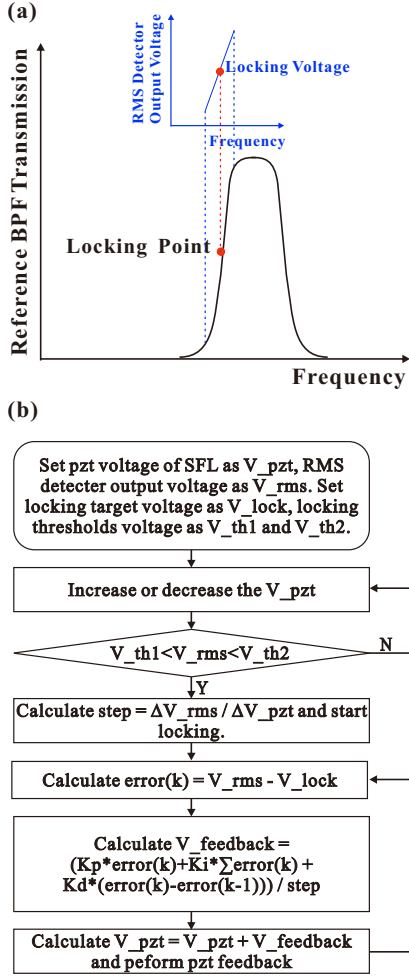 (a)
RMS Detector
Output Voltage
Locking Voltage
Frequency
Reference BPF Transmission
Locking Point
Frequency
(b)
Set pzt voltage of SFL as V_pzt, RMS
detecter output voltage as V_rms. Set
locking target voltage as V_lock, locking
thresholds voltage as V_th1 and V_th2.
Increase or decrease the V_pzt
V_th1<V_rms<V_th2
N
Y
Calculate step = ΔV_rms / ΔV_pzt and start
locking.
Calculate error(k) = V_rms - V_lock
Calculate V_feedback =
(Kp*error(k)+Ki*∑error(k) +
Kd*(error(k)-error(k-1))) / step
Calculate V_pzt = V_pzt + V_feedback
and peform pzt feedback